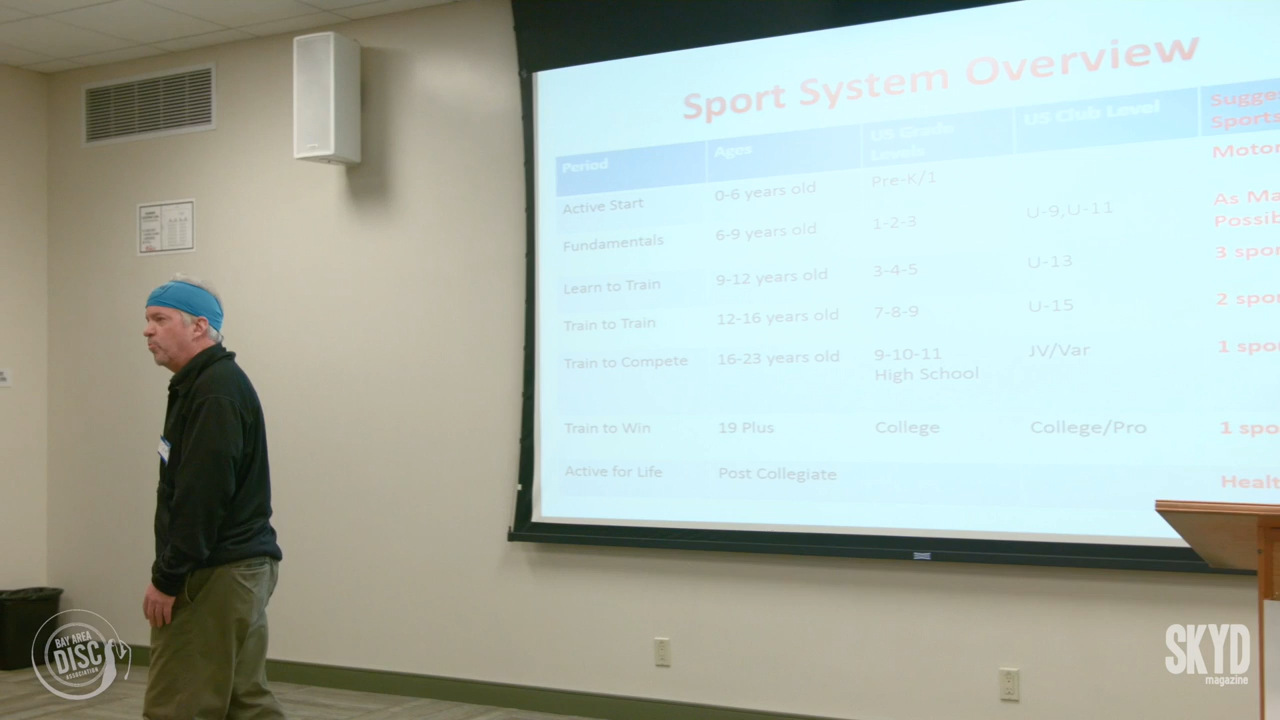 Sport System Overview
Period Ages US Grade Levels US Club Level Sugge Sports
Active Start 0-6 years old Pre-K/1 Motor
Fundamentals 6-9 years old 1-2-3 U-9,U-11 As Ma Possib
Learn to Train 9-12 years old 3-4-5 U-13 3 spor
Train to Train 12-16 years old 7-8-9 U-15 2 spor
Train to Compete 16-23 years old 9-10-11 High School JV/Var 1 spo
Train to Win 19 Plus College College/Pro 1 spo
Active for Life Post Collegiate Healt
BAY AREA
DISC
ASSOCIATION
SKYD
magazine